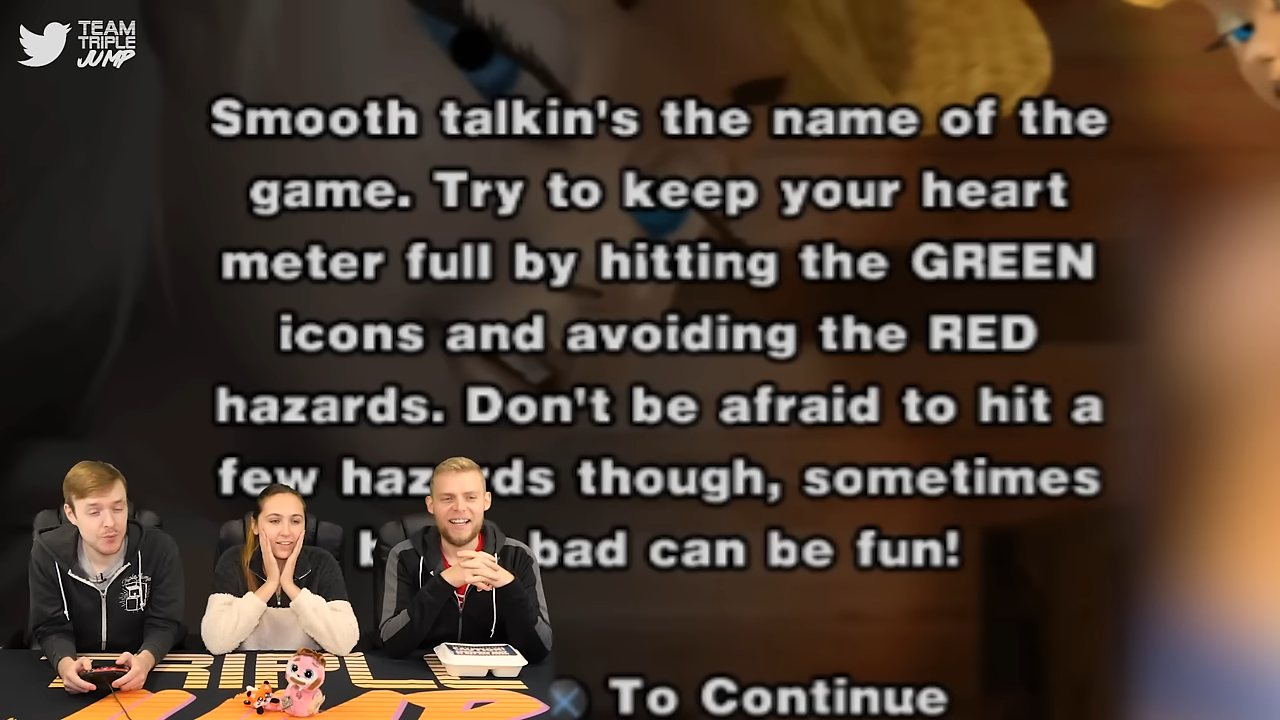 TEAM
TRIPLE
JUMP
Smooth talkin's the name of the
game. Try to keep your heart
meter full by hitting the GREEN
icons and avoiding the RED
hazards. Don't be afraid to hit a
few though, sometimes
bad can be fun!
To Continue
TRIPLE